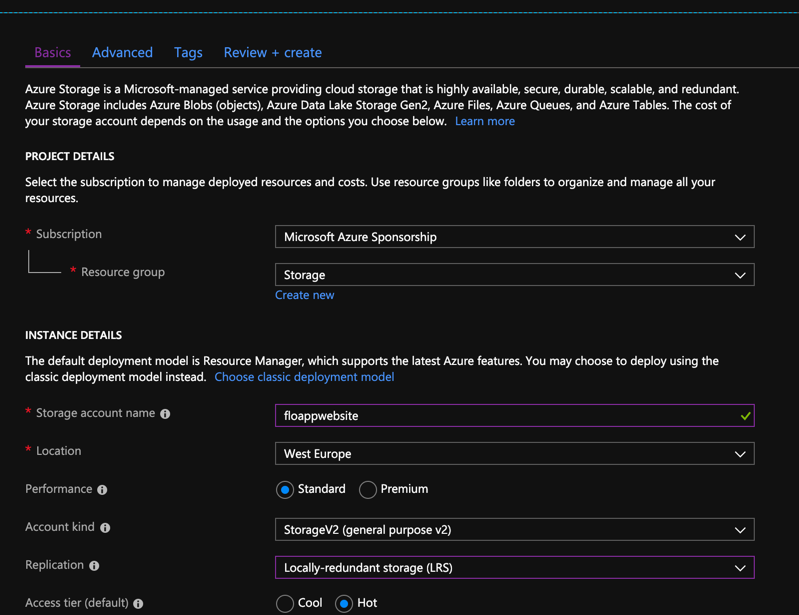 Basics Advanced Tags Review + create
Azure Storage is a Microsoft-managed service providing cloud storage that is highly available, secure, durable, scalable, and redundant.
Azure Storage includes Azure Blobs (objects), Azure Data Lake Storage Gen2, Azure Files, Azure Queues, and Azure Tables. The cost of
your storage account depends on the usage and the options you choose below. Learn more
PROJECT DETAILS
Select the subscription to manage deployed resources and costs. Use resource groups like folders to organize and manage all your
resources.
* Subscription Microsoft Azure Sponsorship
* Resource group Storage
Create new
INSTANCE DETAILS
The default deployment model is Resource Manager, which supports the latest Azure features. You may choose to deploy using the
classic deployment model instead. Choose classic deployment model
* Storage account name floappwebsite
* Location West Europe
Performance Standard Premium
Account kind StorageV2 (general purpose v2)
Replication Locally-redundant storage (LRS)
Access tier (default) Cool Hot